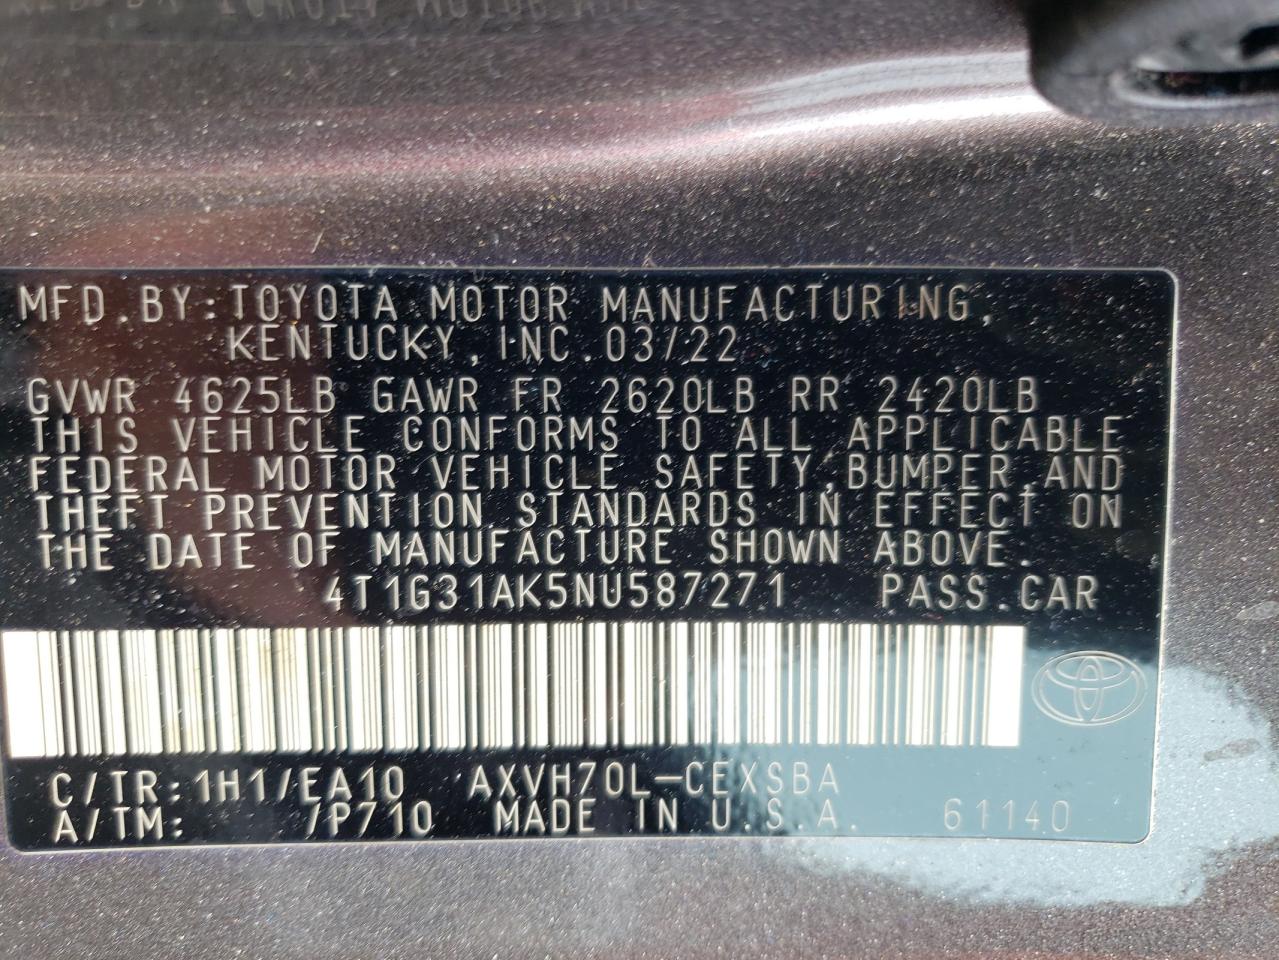 MFD.BY:TOYOTA MOTOR MANUFACTURING,
KENTUCKY,INC.03/22
GVWR 4625LB GAWR FR 2620LB RR 2420LB
THIS VEHICLE CONFORMS TO ALL APPLICABLE
FEDERAL MOTOR VEHICLE SAFETY,BUMPER,AND
THEFT PREVENTION STANDARDS IN EFFECT ON
THE DATE OF MANUFACTURE SHOWN ABOVE.
4T1G31AK5NU587271 PASS.CAR
C/TR:1H1/EA10 AXVH70L-CEXSBA
A/TM: /P710 MADE IN U.S.A. 61140